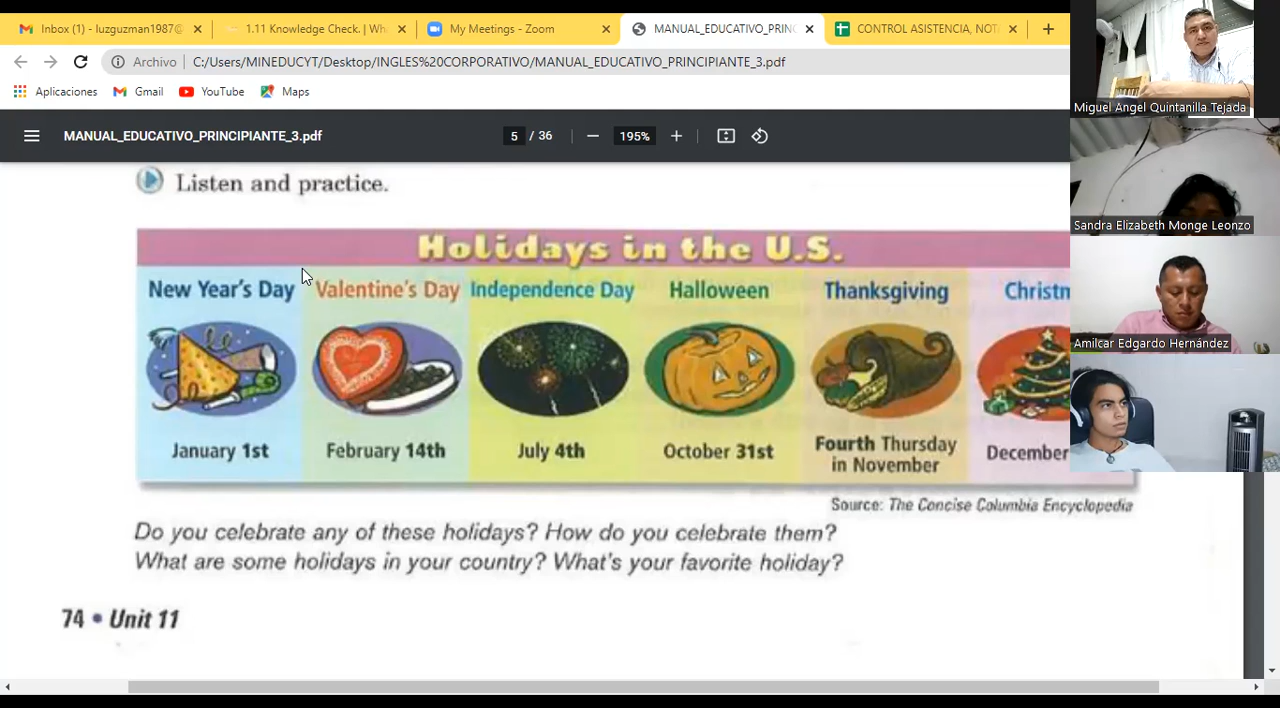 Inbox (1) - luzguzman1987@
1.11 Knowledge Check. | Wh
My Meetings - Zoom
MANUAL_EDUCATIVO_PRINC
CONTROL ASISTENCIA, NOTA
Archivo
C:/Users/MINEDUCYT/Desktop/INGLES%20CORPORATIVO/MANUAL_EDUCATIVO_PRINCIPIANTE_3.pdf
Aplicaciones
Gmail
YouTube
Maps
MANUAL_EDUCATIVO_PRINCIPIANTE_3.pdf
5 / 36
195%
Miguel Angel Quintanilla Tejada
Sandra Elizabeth Monge Leonzo
Amilcar Edgardo Hernández
Listen and practice.
Holidays in the U.S.
New Year's Day
Valentine's Day
Independence Day
Halloween
Thanksgiving
Christm
January 1st
February 14th
July 4th
October 31st
Fourth Thursday
in November
December
Source: The Concise Columbia Encyclopedia
Do you celebrate any of these holidays? How do you celebrate them?
What are some holidays in your country? What's your favorite holiday?
74 • Unit 11